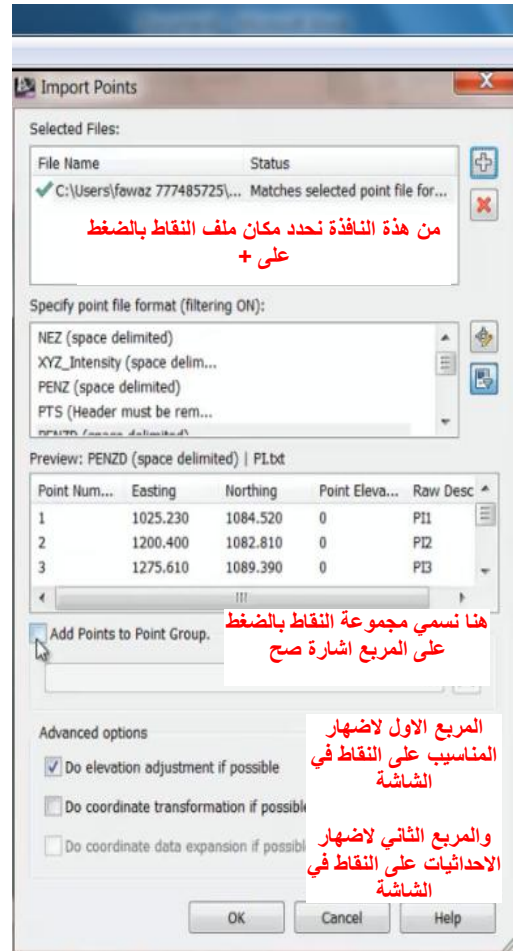 Import Points
Selected Files:
File Name Status
C:\Users\fawaz 777485725\... Matches selected point file for...
من هذة النافذة نحدد مكان ملف النقاط بالضغط
على +
Specify point file format (filtering ON):
NEZ (space delimited)
XYZ_Intensity (space delim...
PENZ (space delimited)
PTS (Header must be rem...
PENZD (space delimited)
Preview: PENZD (space delimited) | PI.txt
Point Num... Easting Northing Point Eleva... Raw Desc
1 1025.230 1084.520 0 PI1
2 1200.400 1082.810 0 PI2
3 1275.610 1089.390 0 PI3
Add Points to Point Group.
هنا نسمي مجموعة النقاط بالضغط
على المربع اشارة صح
Advanced options
المربع الاول لاضهار
المناسيب على النقاط في
الشاشة
Do elevation adjustment if possible
Do coordinate transformation if possible
والمربع الثاني لاضهار
الاحداثيات على النقاط في
الشاشة
Do coordinate data expansion if possibl
OK Cancel Help